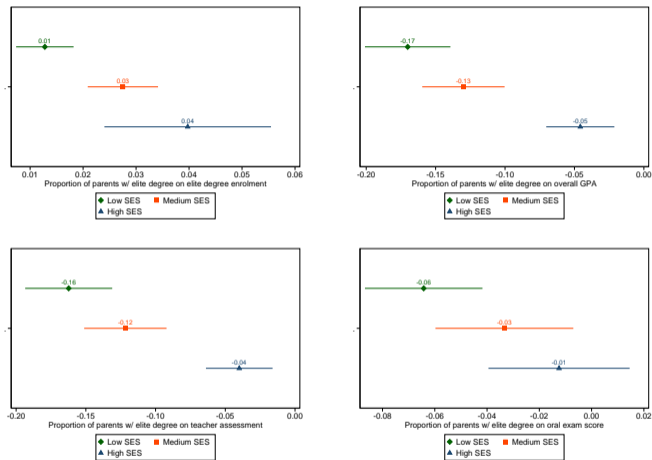 0.01
0.03
0.04
0.01 0.02 0.03 0.04 0.05 0.06
Proportion of parents w/ elite degree on elite degree enrolment
Low SES Medium SES
High SES
-0.17
-0.13
-0.05
-0.20 -0.15 -0.10 -0.05 0.00
Proportion of parents w/ elite degree on overall GPA
Low SES Medium SES
High SES
-0.16
-0.12
-0.04
-0.20 -0.15 -0.10 -0.05 0.00
Proportion of parents w/ elite degree on teacher assessment
Low SES Medium SES
High SES
-0.06
-0.03
-0.01
-0.08 -0.06 -0.04 -0.02 0.00 0.02
Proportion of parents w/ elite degree on oral exam score
Low SES Medium SES
High SES